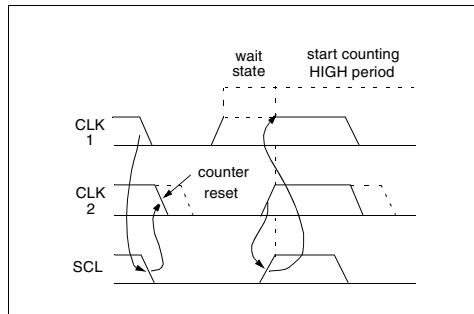 wait
state
start counting
HIGH period
CLK
1
counter
reset
CLK
2
SCL